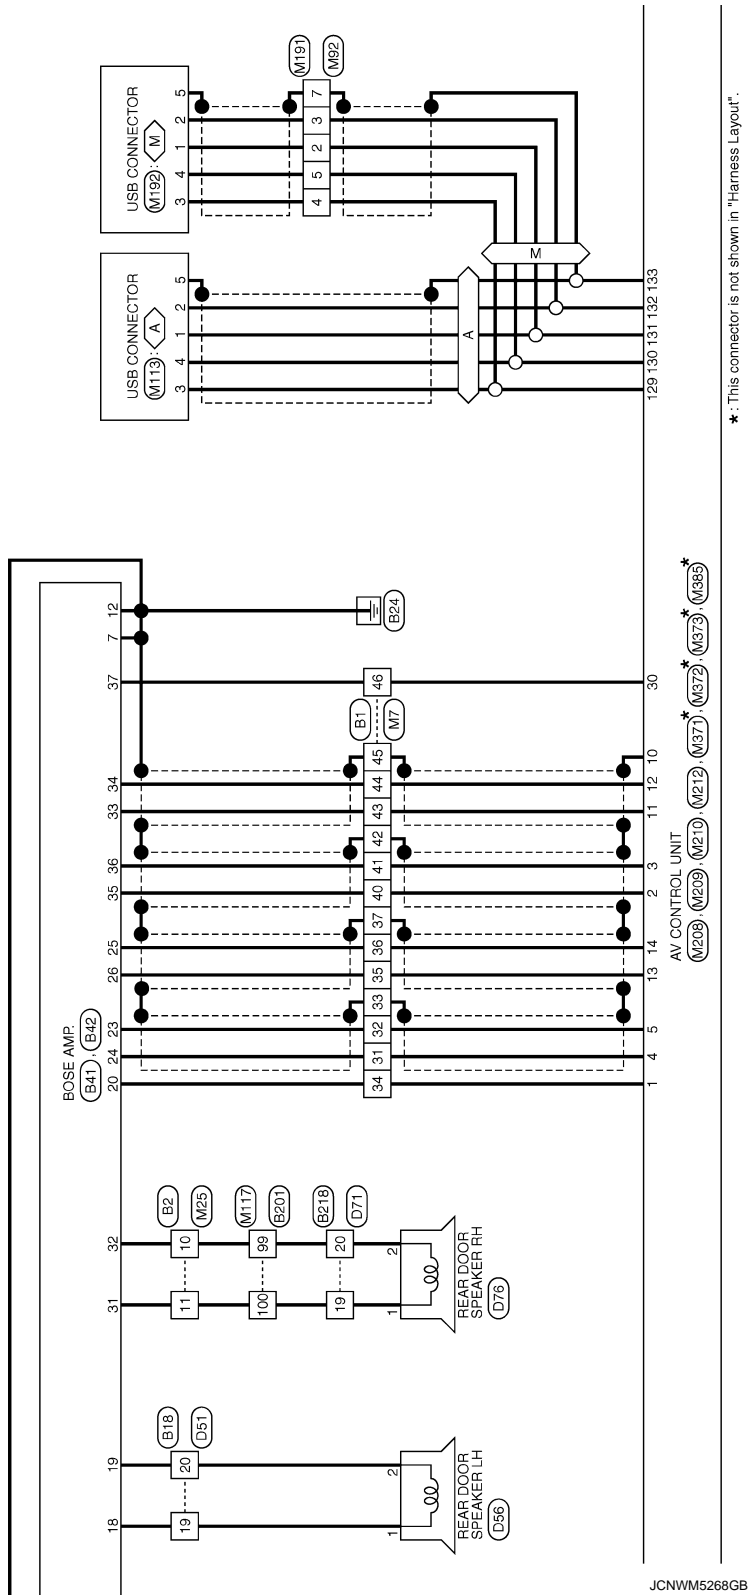 M191
M92
USB CONNECTOR
M192 : M
5
2
1
4
3
7
3
2
5
4
M
USB CONNECTOR
M113 : A
5
2
1
4
3
A
133
132
131
130
129
* : This connector is not shown in "Harness Layout".
12
7
37
34
33
36
35
25
26
23
24
20
B24
46
B1
M7
45
44
43
42
41
40
37
36
35
33
32
31
34
30
10
12
11
3
2
14
13
5
4
1
AV CONTROL UNIT
M208 , M209 , M210 , M212 , M371* , M372* , M373* , M385*
BOSE AMP.
B41 , B42
32
31
B2
M25
10
11
M117
B201
99
100
B218
D71
20
19
2
1
REAR DOOR
SPEAKER RH
D76
19
18
B18
D51
20
19
2
1
REAR DOOR
SPEAKER LH
D56
JCNWM5268GB